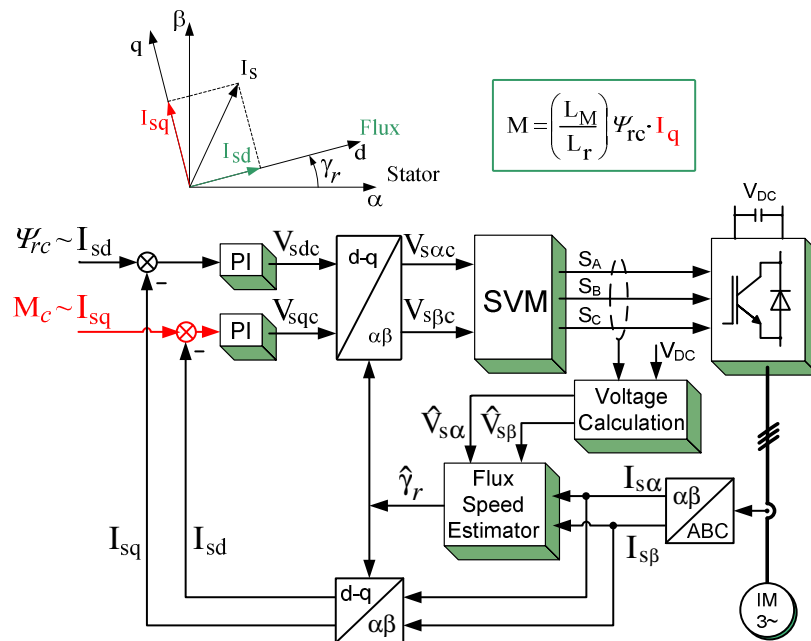 β
q
I_s
I_sq
I_sd
Flux
d
γ_r
Stator
α
M = (L_M / L_r) Ψ_rc · I_q
V_DC
Ψ_rc ~ I_sd
-
PI
V_sdc
d-q
αβ
V_sαc
SVM
S_A
S_B
S_C
M_c ~ I_sq
-
PI
V_sqc
V_sβc
V_DC
Voltage
Calculation
V̂_sα
V̂_sβ
γ̂_r
Flux
Speed
Estimator
I_sα
I_sβ
αβ
ABC
I_sq
I_sd
d-q
αβ
IM
3~